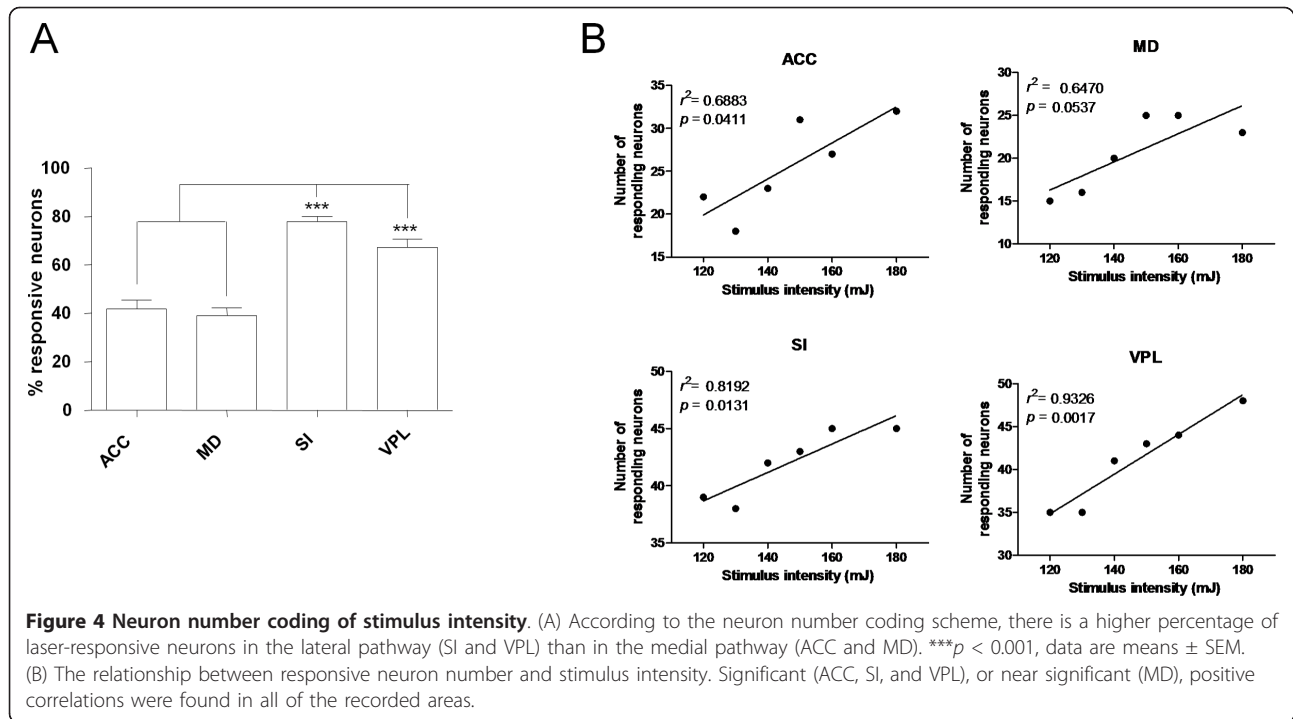 A
% responsive neurons
100
80
60
40
20
0
***
***
ACC
MD
SI
VPL
B
ACC
r²= 0.6883
p = 0.0411
Number of
responding neurons
35
30
25
20
15
120
140
160
180
Stimulus intensity (mJ)
MD
r² = 0.6470
p = 0.0537
Number of
responding neurons
30
25
20
15
10
120
140
160
180
Stimulus intensity (mJ)
SI
r²= 0.8192
p = 0.0131
Number of
responding neurons
50
45
40
35
120
140
160
180
Stimulus intensity (mJ)
VPL
r²= 0.9326
p = 0.0017
Number of
responding neurons
50
45
40
35
30
120
140
160
180
Stimulus intensity (mJ)
Figure 4 Neuron number coding of stimulus intensity. (A) According to the neuron number coding scheme, there is a higher percentage of
laser-responsive neurons in the lateral pathway (SI and VPL) than in the medial pathway (ACC and MD). ***p < 0.001, data are means ± SEM.
(B) The relationship between responsive neuron number and stimulus intensity. Significant (ACC, SI, and VPL), or near significant (MD), positive
correlations were found in all of the recorded areas.